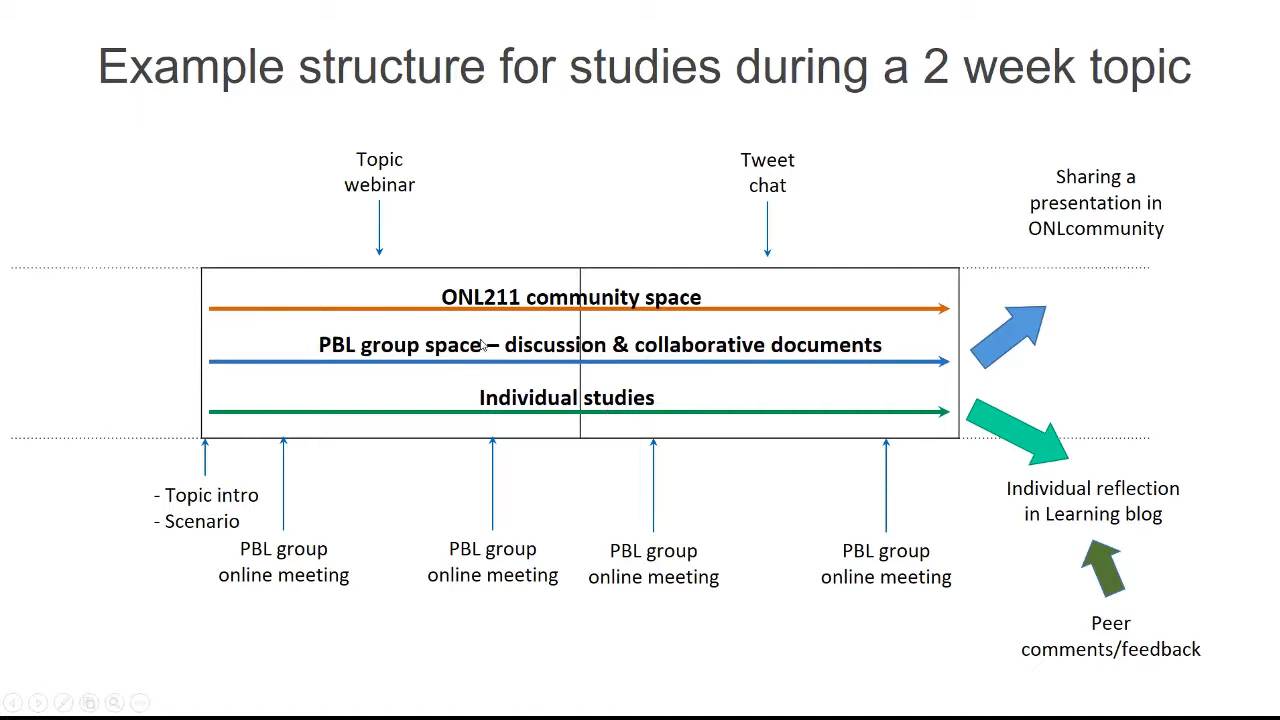 Example structure for studies during a 2 week topic
Topic
webinar
Tweet
chat
Sharing a
presentation in
ONLcommunity
ONL211 community space
PBL group space – discussion & collaborative documents
Individual studies
- Topic intro
- Scenario
PBL group
online meeting
PBL group
online meeting
PBL group
online meeting
PBL group
online meeting
Individual reflection
in Learning blog
Peer
comments/feedback